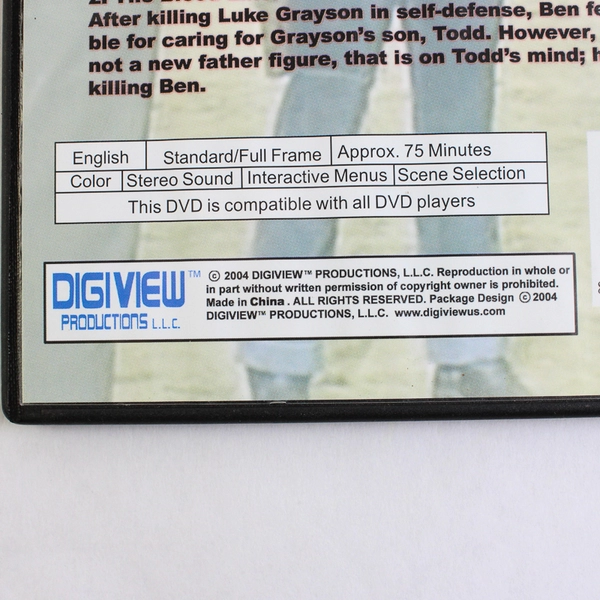 After killing Luke Grayson in self-defense, Ben fe
ble for caring for Grayson's son, Todd. However,
not a new father figure, that is on Todd's mind; h
killing Ben.
English Standard/Full Frame Approx. 75 Minutes
Color Stereo Sound Interactive Menus Scene Selection
This DVD is compatible with all DVD players
DIGIVIEW™
PRODUCTIONS L.L.C.
© 2004 DIGIVIEW™ PRODUCTIONS, L.L.C. Reproduction in whole or
in part without written permission of copyright owner is prohibited.
Made in China . ALL RIGHTS RESERVED. Package Design © 2004
DIGIVIEW™ PRODUCTIONS, L.L.C. www.digiviewus.com